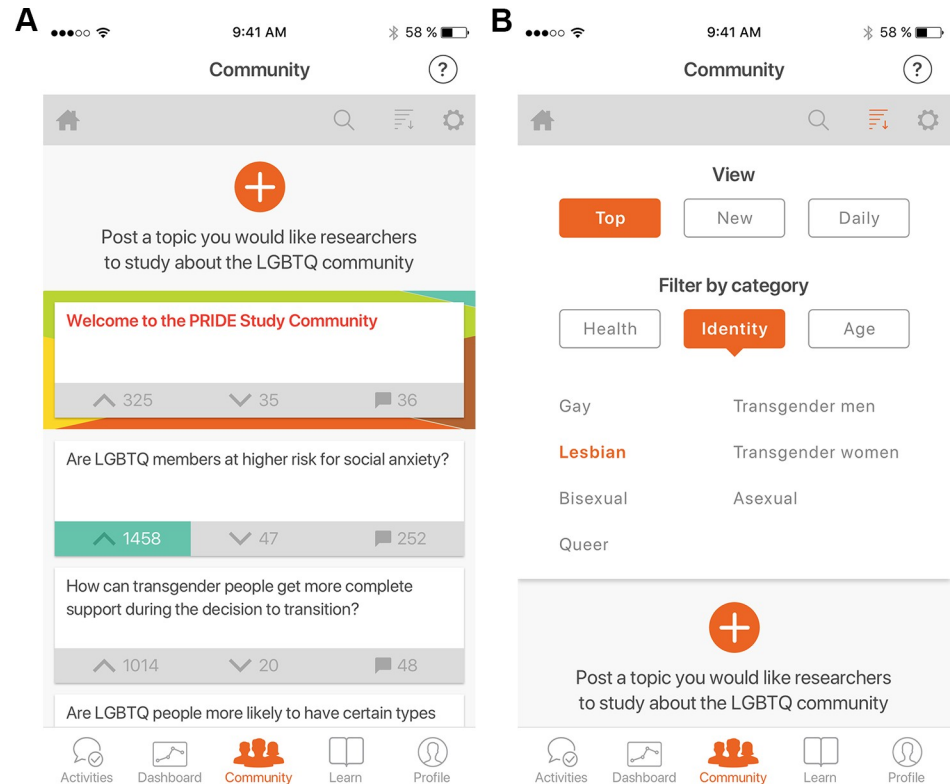 A
9:41 AM
58 %
Community
?
Post a topic you would like researchers
to study about the LGBTQ community
Welcome to the PRIDE Study Community
325 35 36
Are LGBTQ members at higher risk for social anxiety?
1458 47 252
How can transgender people get more complete
support during the decision to transition?
1014 20 48
Are LGBTQ people more likely to have certain types
Activities Dashboard Community Learn Profile
B
9:41 AM
58 %
Community
?
View
Top New Daily
Filter by category
Health Identity Age
Gay Transgender men
Lesbian Transgender women
Bisexual Asexual
Queer
Post a topic you would like researchers
to study about the LGBTQ community
Activities Dashboard Community Learn Profile